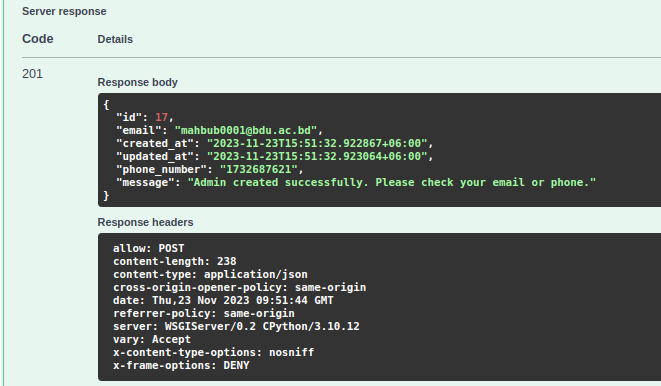 Server response
Code Details
201
Response body
{
"id": 17,
"email": "mahbub0001@bdu.ac.bd",
"created_at": "2023-11-23T15:51:32.922867+06:00",
"updated_at": "2023-11-23T15:51:32.923064+06:00",
"phone_number": "1732687621",
"message": "Admin created successfully. Please check your email or phone."
}
Response headers
allow: POST
content-length: 238
content-type: application/json
cross-origin-opener-policy: same-origin
date: Thu,23 Nov 2023 09:51:44 GMT
referrer-policy: same-origin
server: WSGIServer/0.2 CPython/3.10.12
vary: Accept
x-content-type-options: nosniff
x-frame-options: DENY